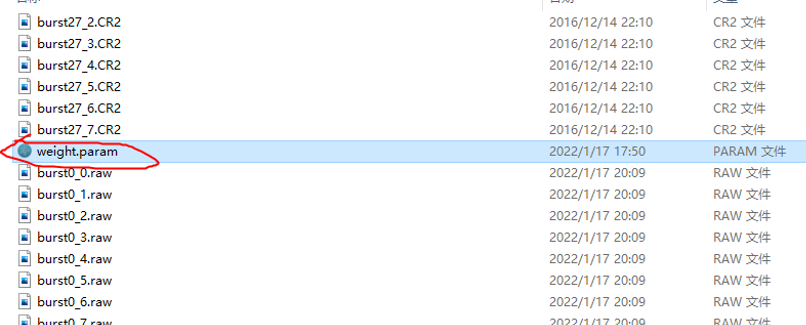 burst27_2.CR2 2016/12/14 22:10 CR2 文件
burst27_3.CR2 2016/12/14 22:10 CR2 文件
burst27_4.CR2 2016/12/14 22:10 CR2 文件
burst27_5.CR2 2016/12/14 22:10 CR2 文件
burst27_6.CR2 2016/12/14 22:10 CR2 文件
burst27_7.CR2 2016/12/14 22:10 CR2 文件
weight.param 2022/1/17 17:50 PARAM 文件
burst0_0.raw 2022/1/17 20:09 RAW 文件
burst0_1.raw 2022/1/17 20:09 RAW 文件
burst0_2.raw 2022/1/17 20:09 RAW 文件
burst0_3.raw 2022/1/17 20:09 RAW 文件
burst0_4.raw 2022/1/17 20:09 RAW 文件
burst0_5.raw 2022/1/17 20:09 RAW 文件
burst0_6.raw 2022/1/17 20:09 RAW 文件
burst0_7.raw 2022/1/17 20:09 RAW 文件